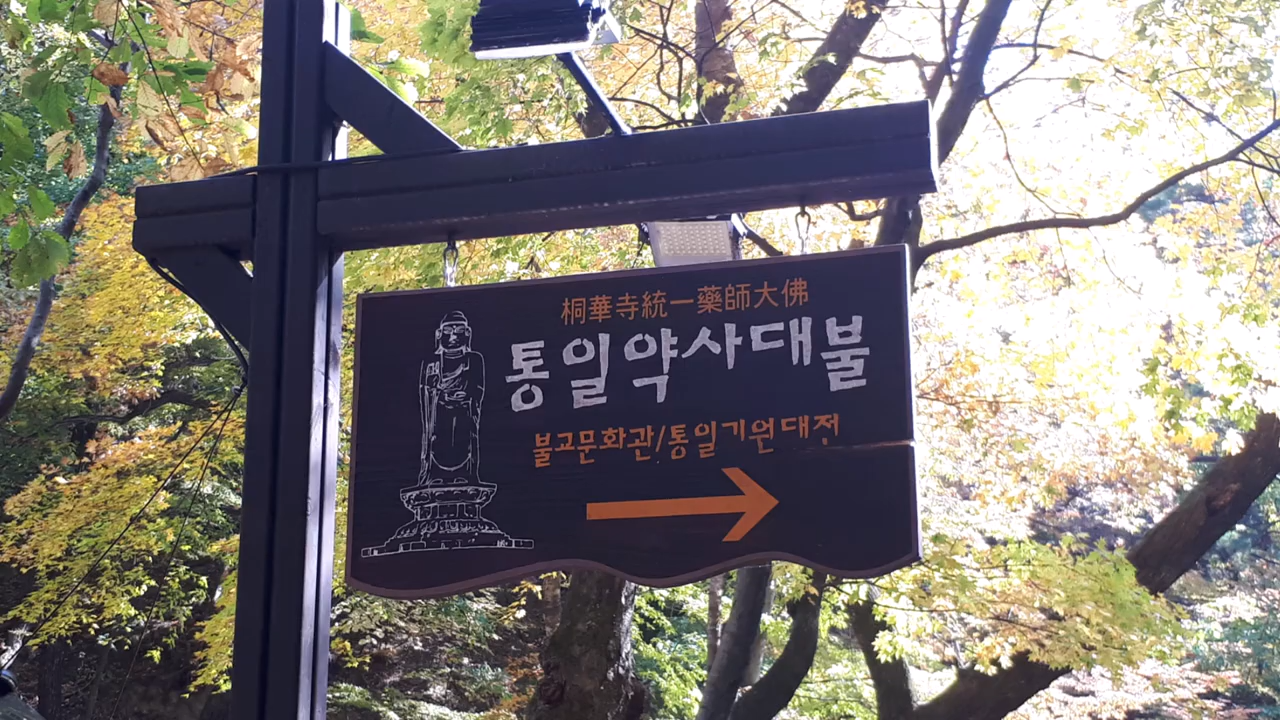 桐華寺統一藥師大佛
통일약사대불
불교문화관/통일기원대전